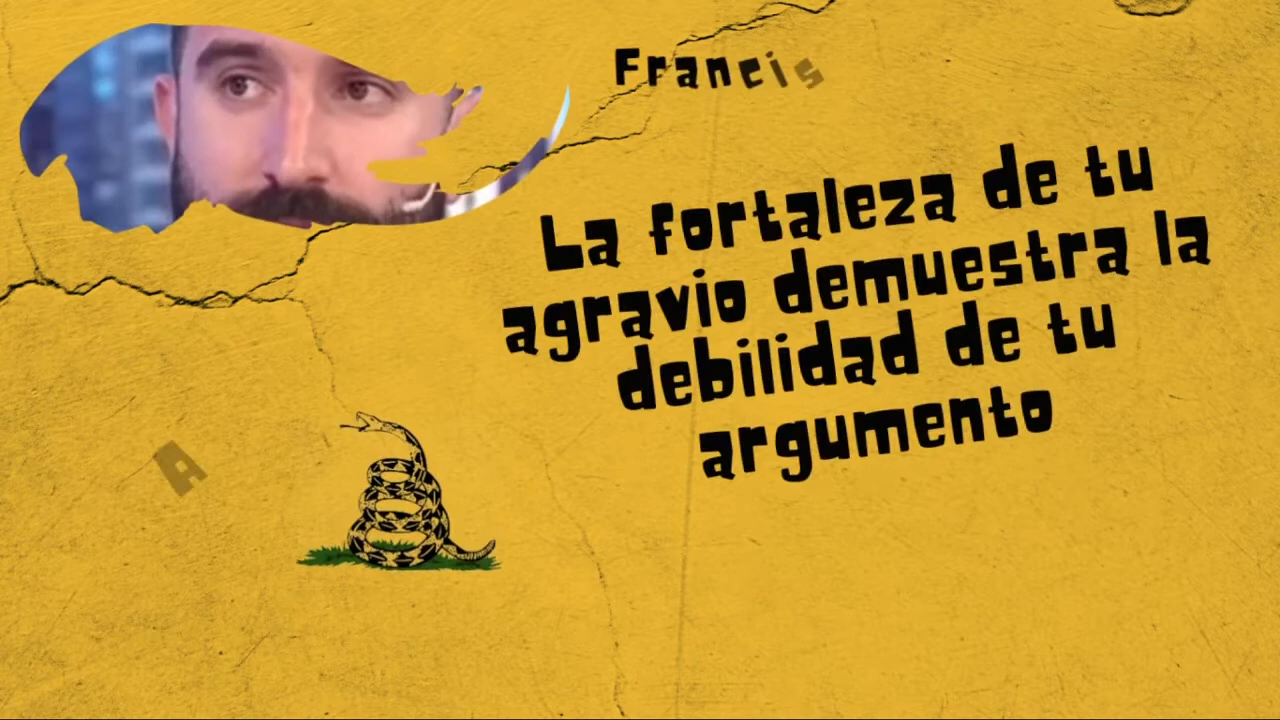 Francis
La fortaleza de tu
agravio demuestra la
debilidad de tu
argumento
A